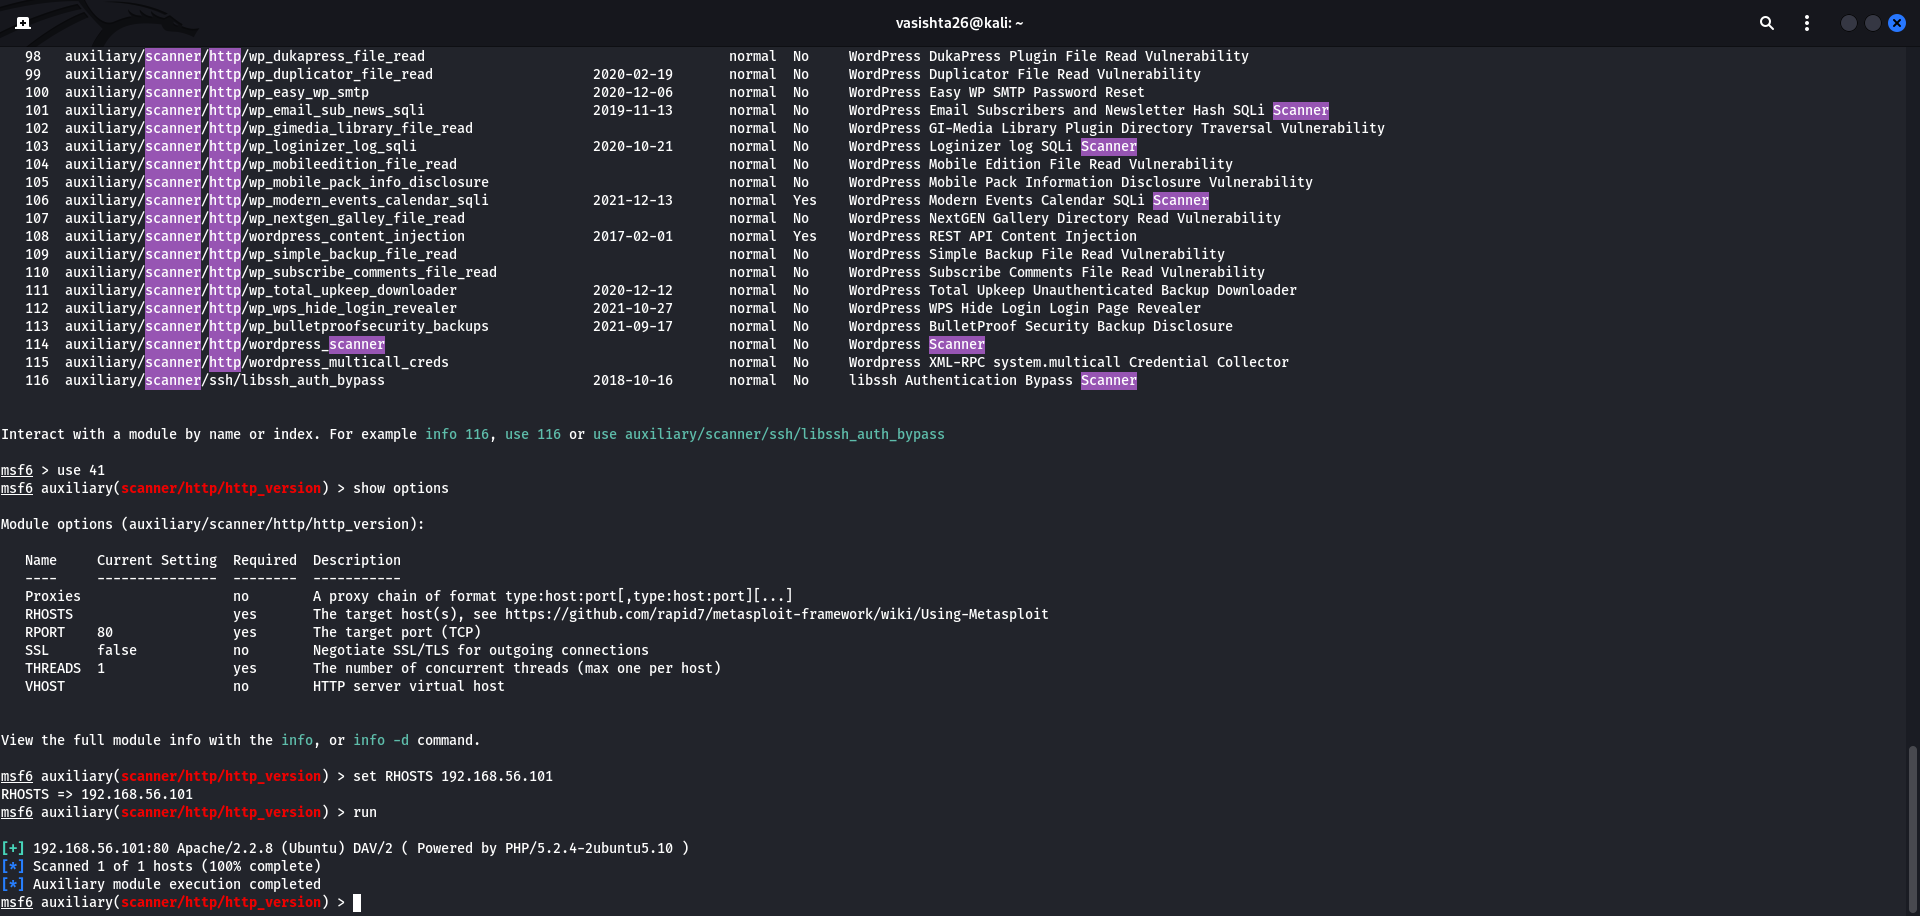 vasishta26@kali: ~
98 auxiliary/scanner/http/wp_dukapress_file_read normal No WordPress DukaPress Plugin File Read Vulnerability
99 auxiliary/scanner/http/wp_duplicator_file_read 2020-02-19 normal No WordPress Duplicator File Read Vulnerability
100 auxiliary/scanner/http/wp_easy_wp_smtp 2020-12-06 normal No WordPress Easy WP SMTP Password Reset
101 auxiliary/scanner/http/wp_email_sub_news_sqli 2019-11-13 normal No WordPress Email Subscribers and Newsletter Hash SQLi Scanner
102 auxiliary/scanner/http/wp_gimedia_library_file_read normal No WordPress GI-Media Library Plugin Directory Traversal Vulnerability
103 auxiliary/scanner/http/wp_loginizer_log_sqli 2020-10-21 normal No WordPress Loginizer log SQLi Scanner
104 auxiliary/scanner/http/wp_mobileedition_file_read normal No WordPress Mobile Edition File Read Vulnerability
105 auxiliary/scanner/http/wp_mobile_pack_info_disclosure normal No WordPress Mobile Pack Information Disclosure Vulnerability
106 auxiliary/scanner/http/wp_modern_events_calendar_sqli 2021-12-13 normal Yes WordPress Modern Events Calendar SQLi Scanner
107 auxiliary/scanner/http/wp_nextgen_galley_file_read normal No WordPress NextGEN Gallery Directory Read Vulnerability
108 auxiliary/scanner/http/wordpress_content_injection 2017-02-01 normal Yes WordPress REST API Content Injection
109 auxiliary/scanner/http/wp_simple_backup_file_read normal No WordPress Simple Backup File Read Vulnerability
110 auxiliary/scanner/http/wp_subscribe_comments_file_read normal No WordPress Subscribe Comments File Read Vulnerability
111 auxiliary/scanner/http/wp_total_upkeep_downloader 2020-12-12 normal No WordPress Total Upkeep Unauthenticated Backup Downloader
112 auxiliary/scanner/http/wp_wps_hide_login_revealer 2021-10-27 normal No WordPress WPS Hide Login Login Page Revealer
113 auxiliary/scanner/http/wp_bulletproofsecurity_backups 2021-09-17 normal No Wordpress BulletProof Security Backup Disclosure
114 auxiliary/scanner/http/wordpress_scanner normal No Wordpress Scanner
115 auxiliary/scanner/http/wordpress_multicall_creds normal No Wordpress XML-RPC system.multicall Credential Collector
116 auxiliary/scanner/ssh/libssh_auth_bypass 2018-10-16 normal No libssh Authentication Bypass Scanner
Interact with a module by name or index. For example info 116, use 116 or use auxiliary/scanner/ssh/libssh_auth_bypass
msf6 > use 41
msf6 auxiliary(scanner/http/http_version) > show options
Module options (auxiliary/scanner/http/http_version):
Name Current Setting Required Description
---- --------------- -------- -----------
Proxies no A proxy chain of format type:host:port[,type:host:port][...]
RHOSTS yes The target host(s), see https://github.com/rapid7/metasploit-framework/wiki/Using-Metasploit
RPORT 80 yes The target port (TCP)
SSL false no Negotiate SSL/TLS for outgoing connections
THREADS 1 yes The number of concurrent threads (max one per host)
VHOST no HTTP server virtual host
View the full module info with the info, or info -d command.
msf6 auxiliary(scanner/http/http_version) > set RHOSTS 192.168.56.101
RHOSTS => 192.168.56.101
msf6 auxiliary(scanner/http/http_version) > run
[+] 192.168.56.101:80 Apache/2.2.8 (Ubuntu) DAV/2 ( Powered by PHP/5.2.4-2ubuntu5.10 )
[*] Scanned 1 of 1 hosts (100% complete)
[*] Auxiliary module execution completed
msf6 auxiliary(scanner/http/http_version) >